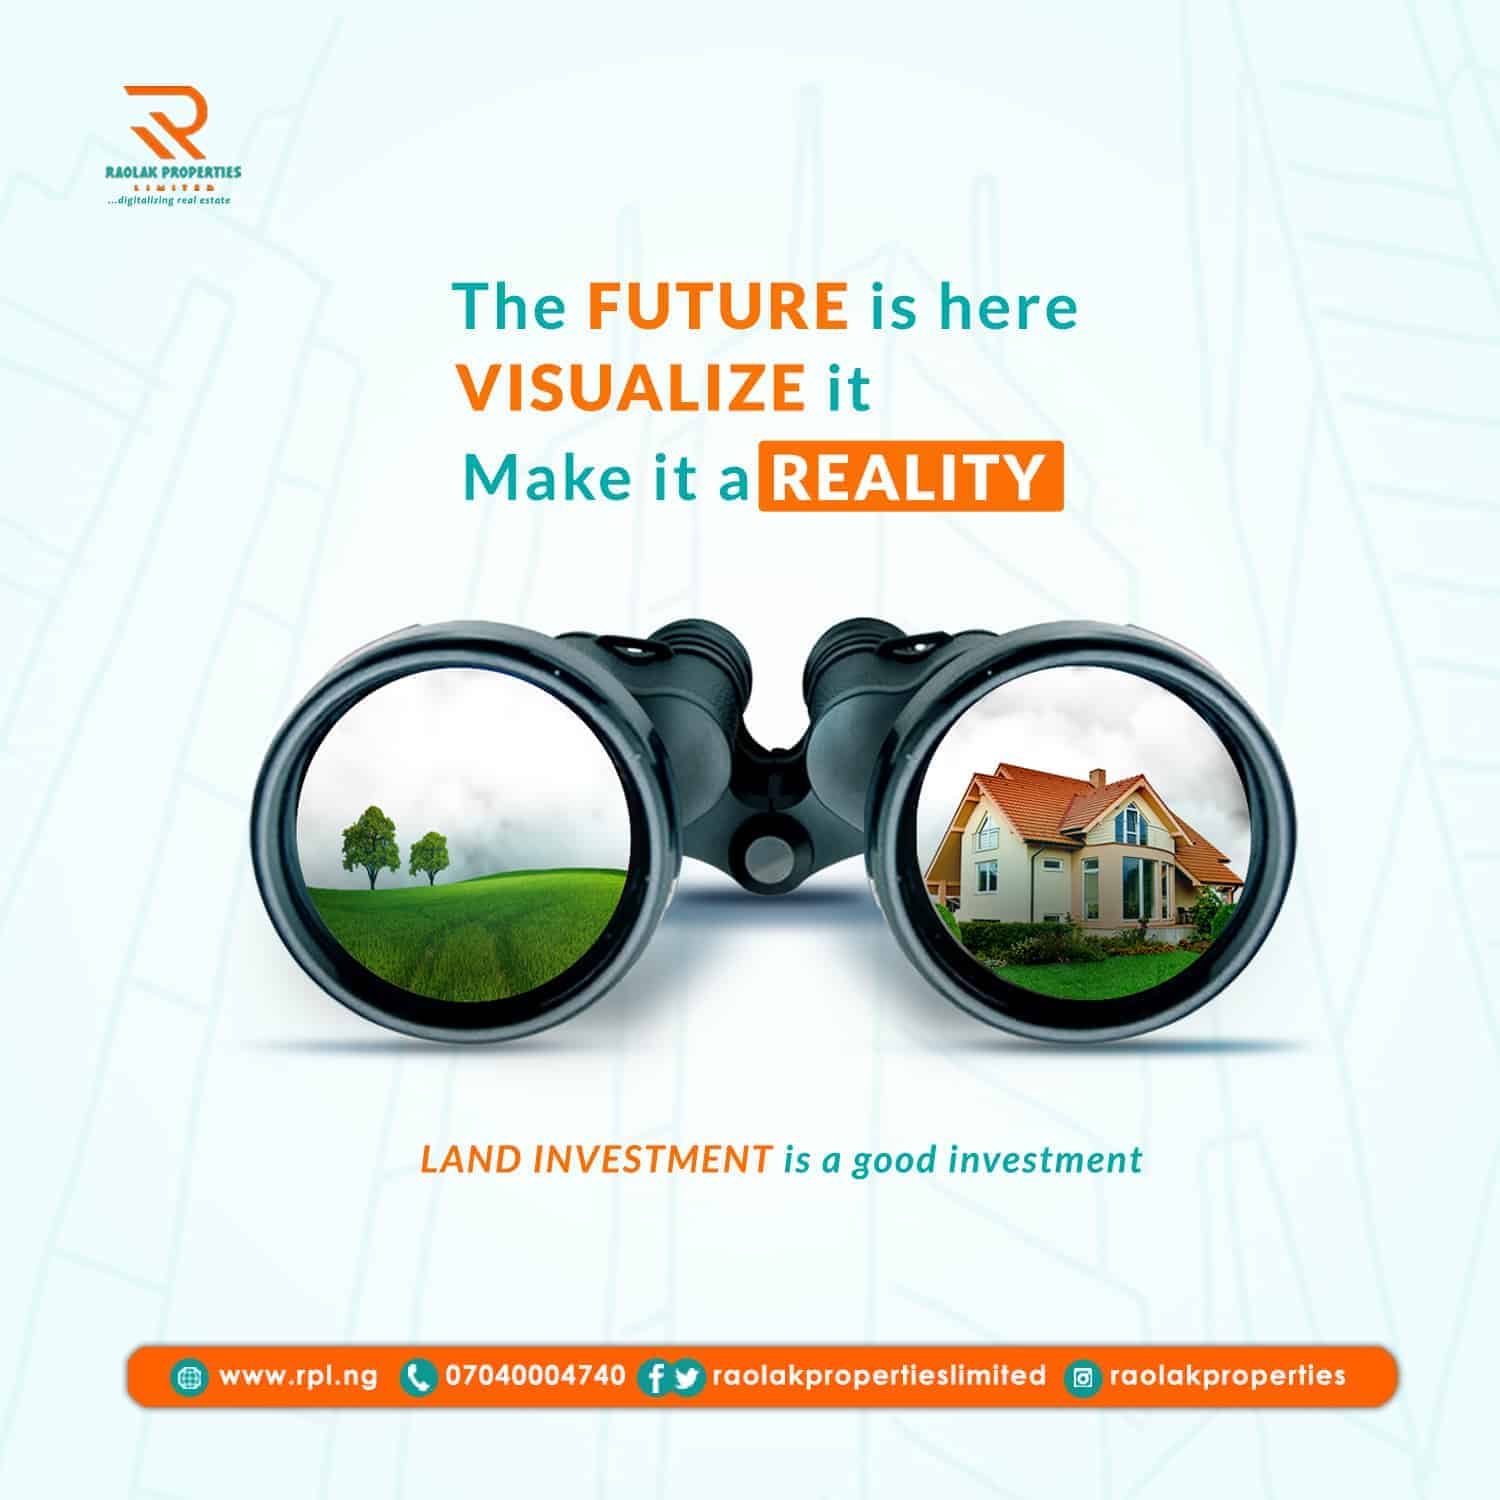 RAOLAK PROPERTIES
LIMITED
...digitalizing real estate
The FUTURE is here
VISUALIZE it
Make it a REALITY
LAND INVESTMENT is a good investment
www.rpl.ng 07040004740 raolakpropertieslimited raolakproperties